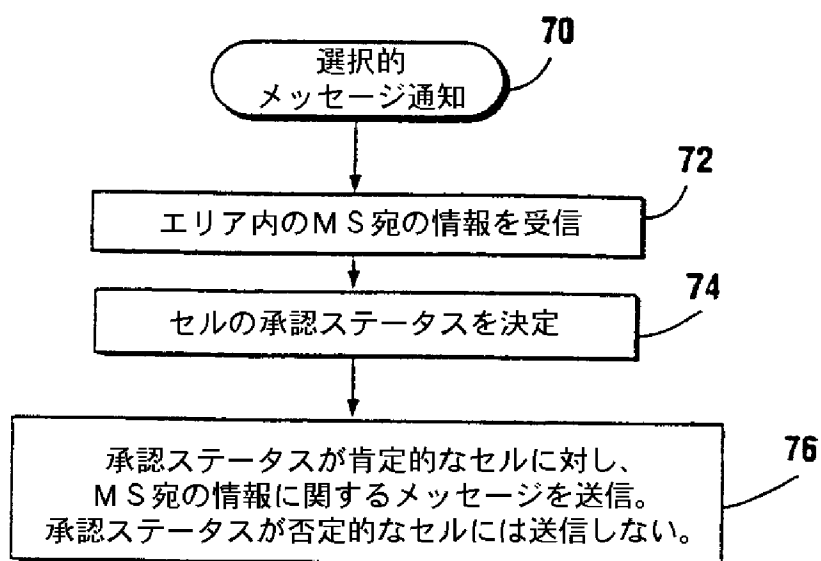 70
選択的
メッセージ通知
72
エリア内のMS宛の情報を受信
74
セルの承認ステータスを決定
76
承認ステータスが肯定的なセルに対し、
MS宛の情報に関するメッセージを送信。
承認ステータスが否定的なセルには送信しない。